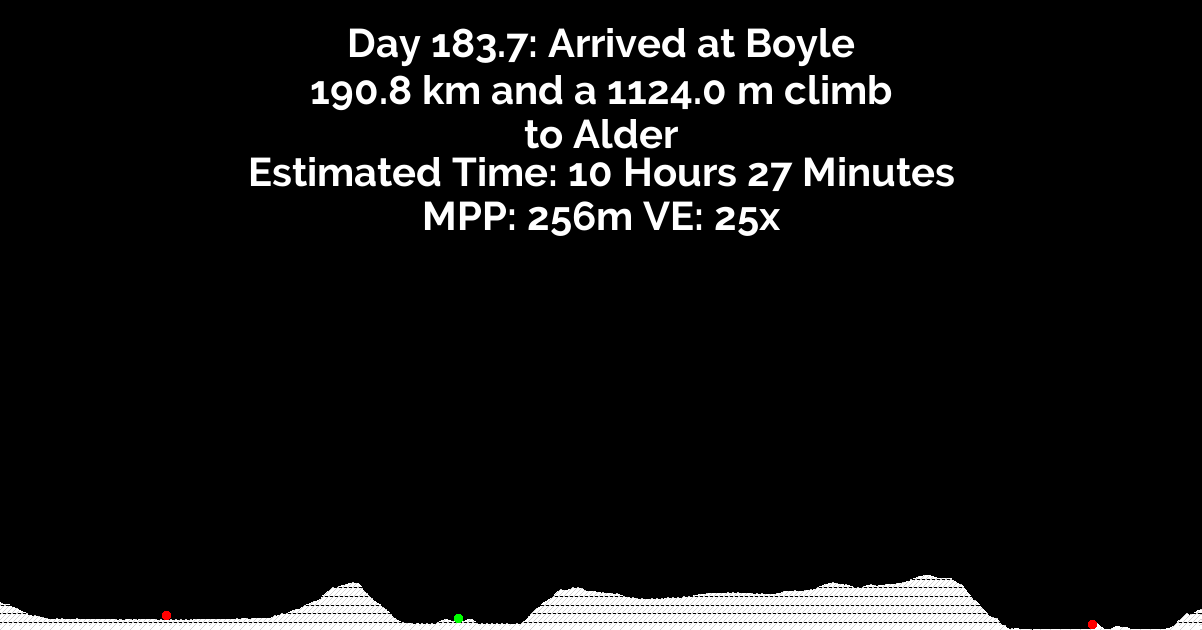 Day 183.7: Arrived at Boyle
190.8 km and a 1124.0 m climb
to Alder
Estimated Time: 10 Hours 27 Minutes
MPP: 256m VE: 25x